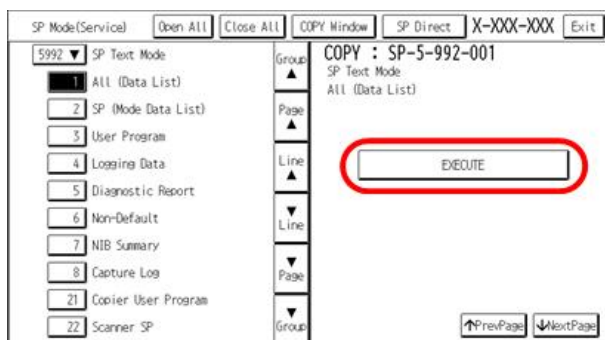 SP Mode(Service) Open All Close All COPY Window SP Direct X-XXX-XXX Exit
5992 ▼ SP Text Mode
1 All (Data List)
2 SP (Mode Data List)
3 User Program
4 Logging Data
5 Diagnostic Report
6 Non-Default
7 NIB Summary
8 Capture Log
21 Copier User Program
22 Scanner SP
Group
▲
Page
▲
Line
▲
▼
Line
▼
Page
▼
Group
COPY : SP-5-992-001
SP Text Mode
All (Data List)
EXECUTE
↑PrevPage ↓NextPage